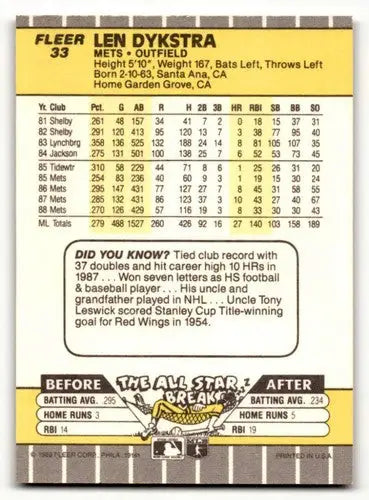 FLEER 33
LEN DYKSTRA
METS • OUTFIELD
Height 5'10", Weight 167, Bats Left, Throws Left
Born 2-10-63, Santa Ana, CA
Home Garden Grove, CA
Yr. Club Pct. G AB R H 2B 3B HR RBI SB BB SO
81 Shelby .261 48 157 34 41 7 2 0 18 15 37 31
82 Shelby .291 120 413 95 120 13 7 3 38 77 95 40
83 Lynchbrg .358 136 525 132 188 24 14 8 81 105 107 35
84 Jackson .275 131 501 100 138 25 7 6 52 53 73 45
85 Tidewtr .310 58 229 44 71 8 6 1 25 26 31 20
85 Mets .254 83 236 40 60 9 3 1 19 15 30 24
86 Mets .295 147 431 77 127 27 7 8 45 31 58 55
87 Mets .285 132 431 86 123 37 3 10 43 27 40 67
88 Mets .270 126 429 57 116 19 3 8 33 30 30 43
ML Totals .279 488 1527 260 426 92 16 27 140 103 158 189
DID YOU KNOW? Tied club record with
37 doubles and hit career high 10 HRs in
1987 . . . Won seven letters as HS football
& baseball player . . . His uncle and
grandfather played in NHL . . . Uncle Tony
Leswick scored Stanley Cup Title-winning
goal for Red Wings in 1954.
BEFORE THE ALL STAR BREAK AFTER
BATTING AVG. .295 BATTING AVG. .234
HOME RUNS 3 HOME RUNS 5
RBI 14 RBI 19
© 1989 FLEER CORP., PHILA. 19141 PRINTED IN U.S.A.